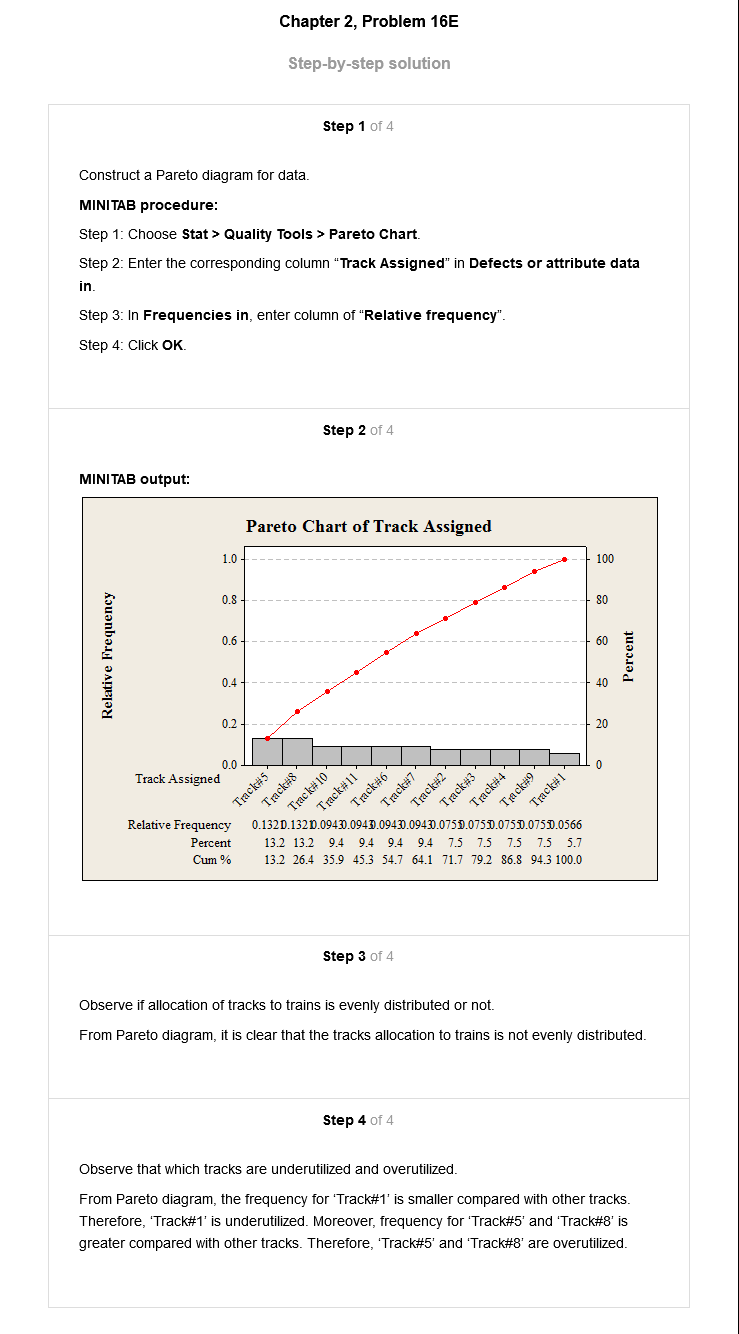 Chapter 2, Problem 16E
Step-by-step solution
Step 1 of 4
Construct a Pareto diagram for data.
MINITAB procedure:
Step 1: Choose Stat > Quality Tools > Pareto Chart.
Step 2: Enter the corresponding column “Track Assigned” in Defects or attribute data
in.
Step 3: In Frequencies in, enter column of “Relative frequency”.
Step 4: Click OK.
Step 2 of 4
MINITAB output:
Pareto Chart of Track Assigned
1.0
0.8
0.6
0.4
0.2
0.0
Relative Frequency
100
80
60
40
20
0
Percent
Track Assigned Track#5 Track#8 Track#10 Track#11 Track#6 Track#7 Track#2 Track#3 Track#4 Track#9 Track#1
Relative Frequency 0.1321 0.1321 0.0943 0.0943 0.0943 0.0943 0.0755 0.0755 0.0755 0.0755 0.0566
Percent 13.2 13.2 9.4 9.4 9.4 9.4 7.5 7.5 7.5 7.5 5.7
Cum % 13.2 26.4 35.9 45.3 54.7 64.1 71.7 79.2 86.8 94.3 100.0
Step 3 of 4
Observe if allocation of tracks to trains is evenly distributed or not.
From Pareto diagram, it is clear that the tracks allocation to trains is not evenly distributed.
Step 4 of 4
Observe that which tracks are underutilized and overutilized.
From Pareto diagram, the frequency for ‘Track#1’ is smaller compared with other tracks.
Therefore, ‘Track#1’ is underutilized. Moreover, frequency for ‘Track#5’ and ‘Track#8’ is
greater compared with other tracks. Therefore, ‘Track#5’ and ‘Track#8’ are overutilized.